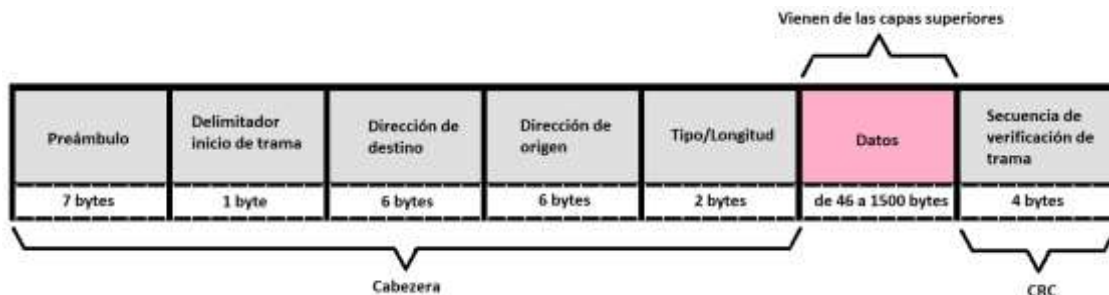 Vienen de las capas superiores
Preámbulo
Delimitador
inicio de trama
Dirección de
destino
Dirección de
origen
Tipo/Longitud
Datos
Secuencia de
verificación de
trama
7 bytes
1 byte
6 bytes
6 bytes
2 bytes
de 46 a 1500 bytes
4 bytes
Cabezera
CRC